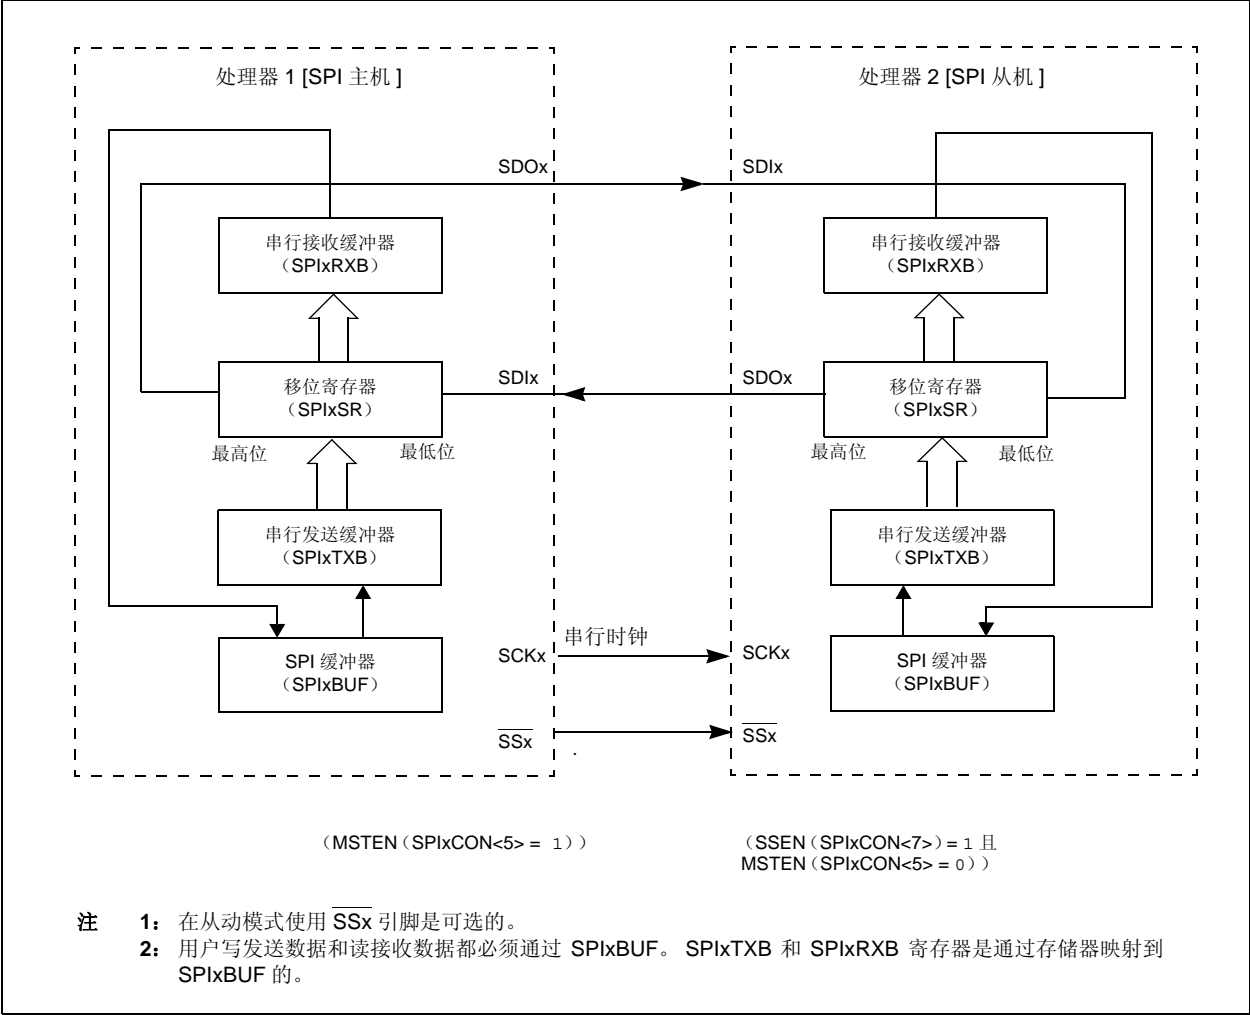 处理器 1 [SPI 主机 ]
处理器 2 [SPI 从机 ]
SDOx
SDIx
串行接收缓冲器
（SPIxRXB）
串行接收缓冲器
（SPIxRXB）
SDIx
SDOx
移位寄存器
（SPIxSR）
移位寄存器
（SPIxSR）
最高位
最低位
最高位
最低位
串行发送缓冲器
（SPIxTXB）
串行发送缓冲器
（SPIxTXB）
串行时钟
SCKx
SCKx
SPI 缓冲器
（SPIxBUF）
SPI 缓冲器
（SPIxBUF）
SSx
SSx
.
（MSTEN（SPIxCON<5> = 1））
（SSEN（SPIxCON<7>）= 1 且
MSTEN（SPIxCON<5> = 0））
注 1： 在从动模式使用 SSx 引脚是可选的。
2： 用户写发送数据和读接收数据都必须通过 SPIxBUF。 SPIxTXB 和 SPIxRXB 寄存器是通过存储器映射到
SPIxBUF 的。